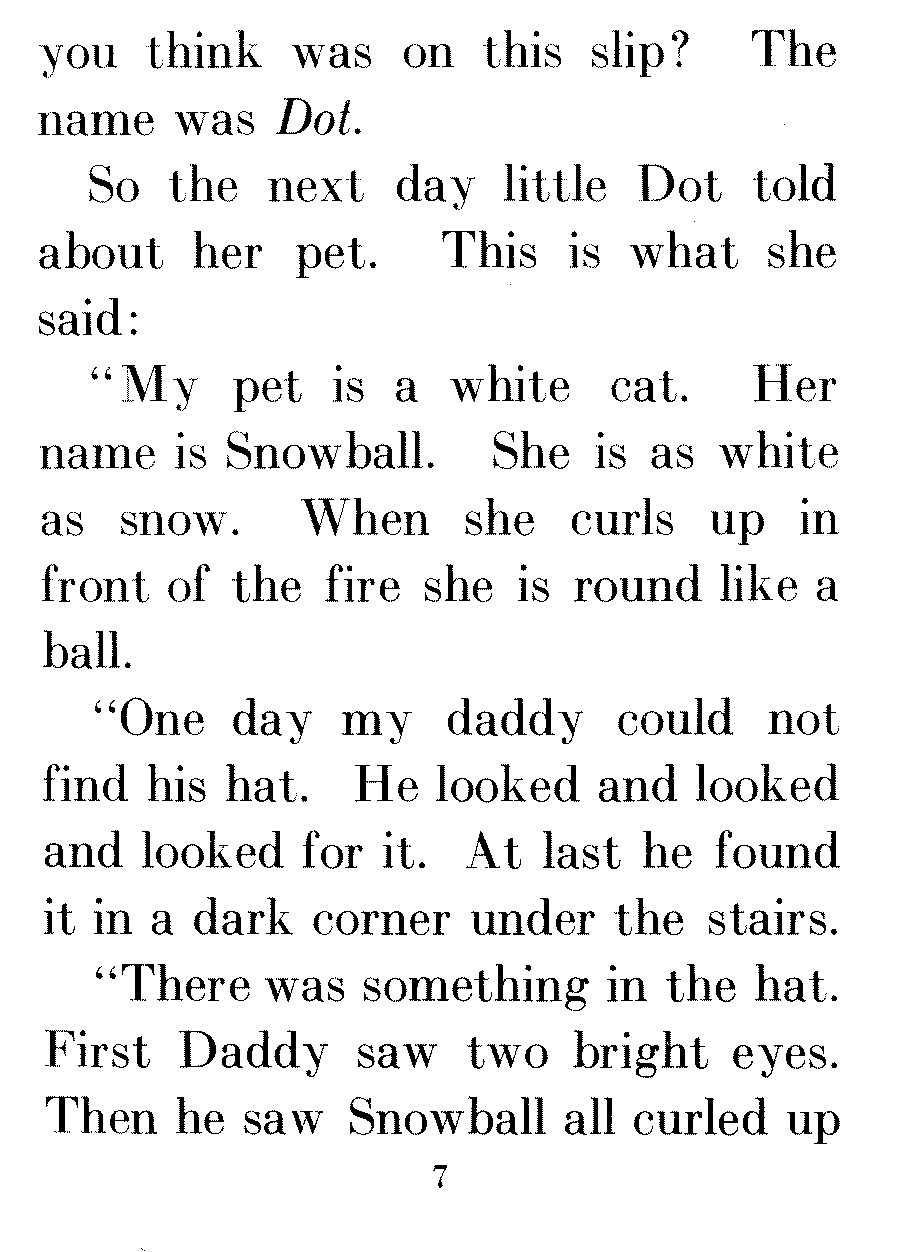 you think was on this slip? The
name was Dot.
So the next day little Dot told
about her pet. This is what she
said:
“My pet is a white cat. Her
name is Snowball. She is as white
as snow. When she curls up in
front of the fire she is round like a
ball.
“One day my daddy could not
find his hat. He looked and looked
and looked for it. At last he found
it in a dark corner under the stairs.
“There was something in the hat.
First Daddy saw two bright eyes.
Then he saw Snowball all curled up
7